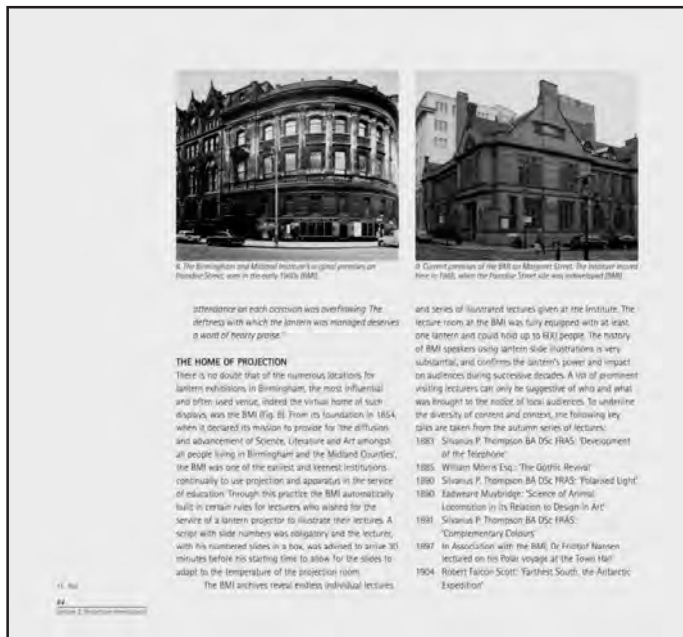 8. The Birmingham and Midland Institute's original premises on
Paradise Street, seen in the early 1960s (BMI).
9. Current premises of the BMI on Margaret Street. The Institute moved
here in 1965, when the Paradise Street site was redeveloped (BMI).
attendance on each occasion was overflowing. The
deftness with which the lantern was managed deserves
a word of hearty praise.'
THE HOME OF PROJECTION
There is no doubt that of the numerous locations for
lantern exhibitions in Birmingham, the most influential
and often used venue, indeed the virtual home of such
displays, was the BMI (fig. 8). From its foundation in 1854,
when it declared its mission to provide for 'the diffusion
and advancement of Science, Literature and Art amongst
all people living in Birmingham and the Midland Counties',
the BMI was one of the earliest and keenest institutions
continually to use projection and apparatus in the service
of education. Through this practice the BMI automatically
built in certain rules for lecturers who wished for the
service of a lantern projector to illustrate their lectures. A
script with slide numbers was obligatory and the lecturer,
with his numbered slides in a box, was advised to arrive 30
minutes before his starting time to allow for the slides to
adapt to the temperature of the projection room.
The BMI archives reveal endless individual lectures
and series of illustrated lectures given at the Institute. The
lecture room at the BMI was fully equipped with at least
one lantern and could hold up to 600 people. The history
of BMI speakers using lantern slide illustrations is very
substantial, and confirms the lantern's power and impact
on audiences during successive decades. A list of prominent
visiting lecturers can only be suggestive of who and what
was brought to the notice of local audiences. To underline
the diversity of content and context, the following key
talks are taken from the autumn series of lectures:
1883 Silvanus P. Thompson BA DSc FRAS: 'Development
of the Telephone'
1885 William Morris Esq.: 'The Gothic Revival'
1890 Silvanus P. Thompson BA DSc FRAS: 'Polarised Light'
1890 Eadweard Muybridge: 'Science of Animal
Locomotion in its Relation to Design in Art'
1891 Silvanus P. Thompson BA DSc FRAS:
'Complementary Colours'
1897 In Association with the BMI, Dr Fridtjof Nansen
lectured on his Polar voyage at the Town Hall
1904 Robert Falcon Scott: 'Farthest South, the Antarctic
Expedition'
11. Ibid.